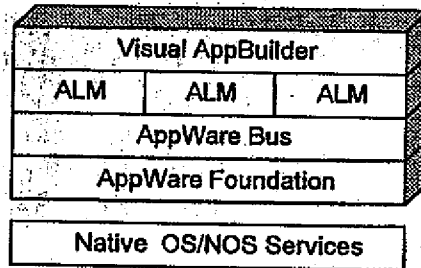 Visual AppBuilder
ALM ALM ALM
AppWare Bus
AppWare Foundation
Native OS/NOS Services